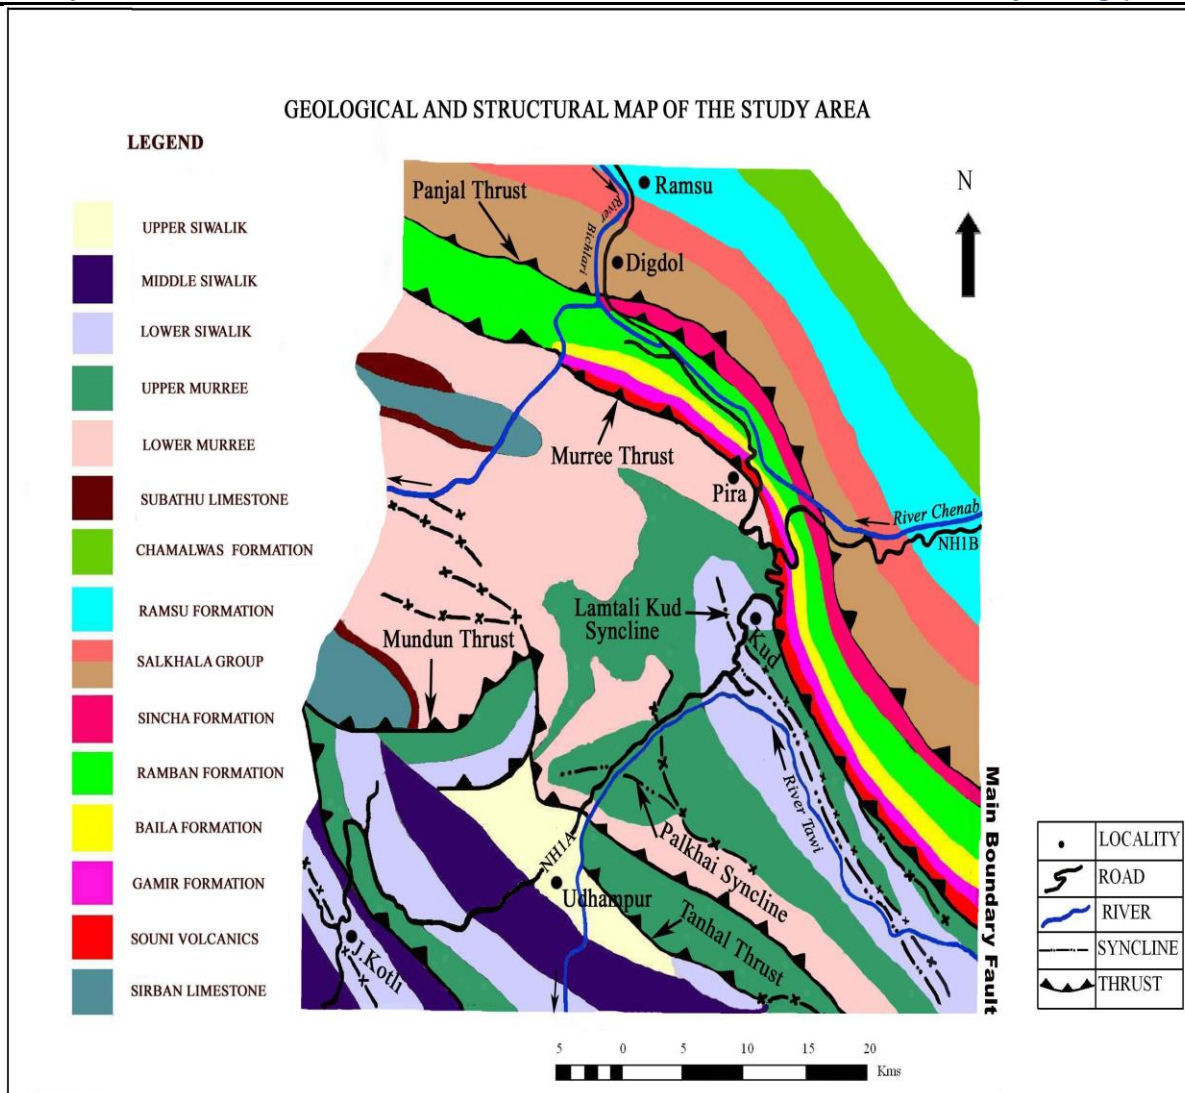 GEOLOGICAL AND STRUCTURAL MAP OF THE STUDY AREA
LEGEND
UPPER SIWALIK
MIDDLE SIWALIK
LOWER SIWALIK
UPPER MURREE
LOWER MURREE
SUBATHU LIMESTONE
CHAMALWAS FORMATION
RAMSU FORMATION
SALKHALA GROUP
SINCHA FORMATION
RAMBAN FORMATION
BAILA FORMATION
GAMIR FORMATION
SOUNI VOLCANICS
SIRBAN LIMESTONE
Panjal Thrust
River
Bichlari
Ramsu
Digdol
N
Murree Thrust
Pira
River Chenab
NH1B
Lamtali Kud
Syncline
Kud
Mundun Thrust
River Tawi
Palkhai Syncline
NH1A
Udhampur
Tanhal Thrust
J.Kotli
Main Boundary Fault
LOCALITY
ROAD
RIVER
SYNCLINE
THRUST
5 0 5 10 15 20
Kms